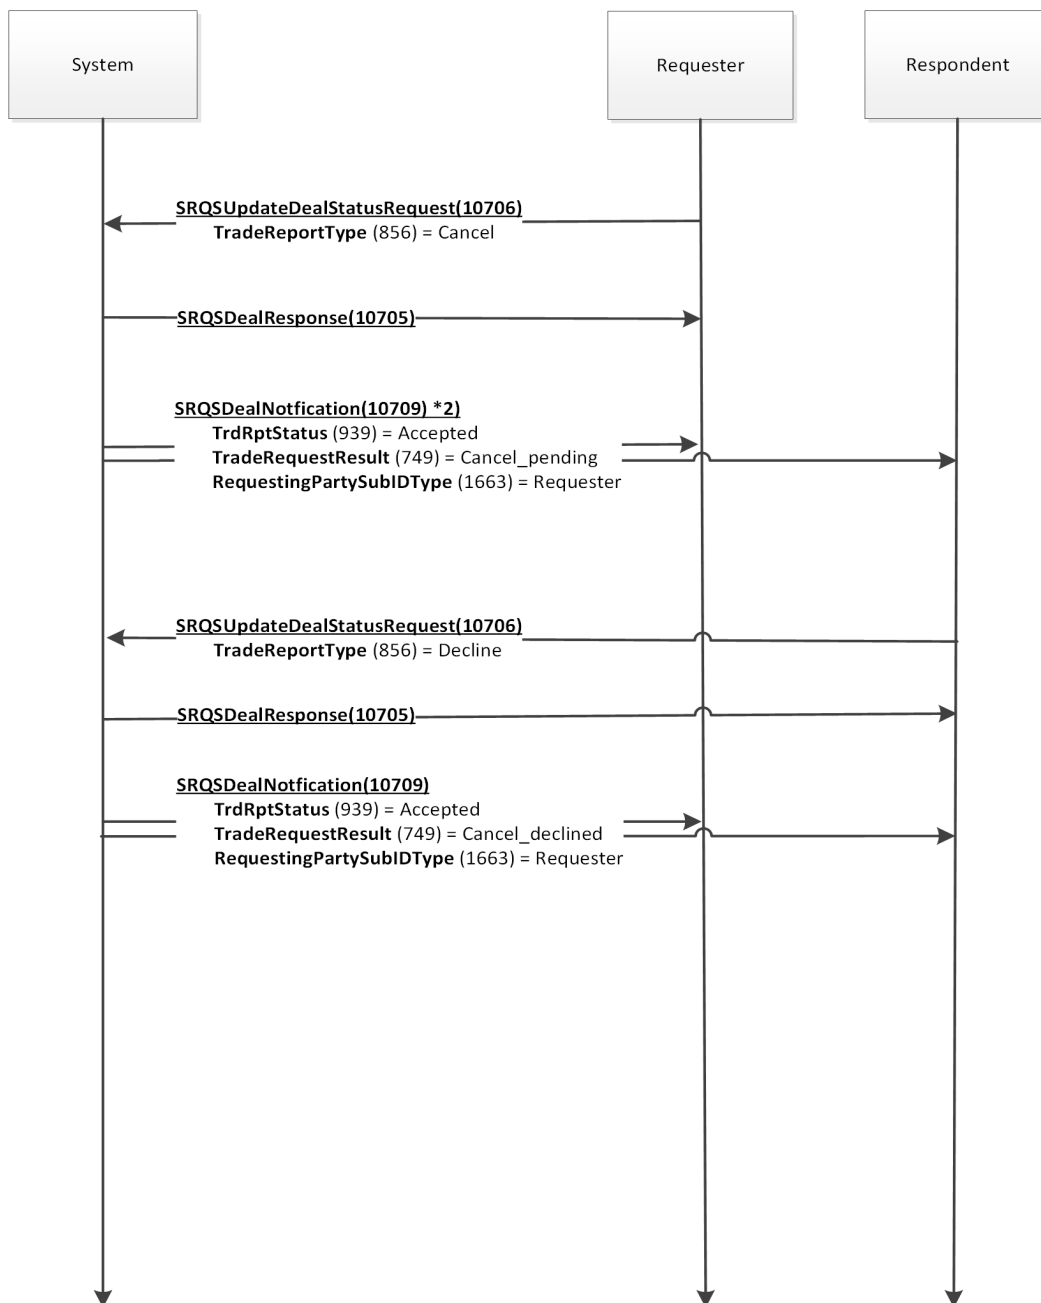 System
Requester
Respondent
SRQSUpdateDealStatusRequest(10706)
TradeReportType (856) = Cancel
SRQSDealResponse(10705)
SRQSDealNotfication(10709) *2)
TrdRptStatus (939) = Accepted
TradeRequestResult (749) = Cancel_pending
RequestingPartySubIDType (1663) = Requester
SRQSUpdateDealStatusRequest(10706)
TradeReportType (856) = Decline
SRQSDealResponse(10705)
SRQSDealNotfication(10709)
TrdRptStatus (939) = Accepted
TradeRequestResult (749) = Cancel_declined
RequestingPartySubIDType (1663) = Requester